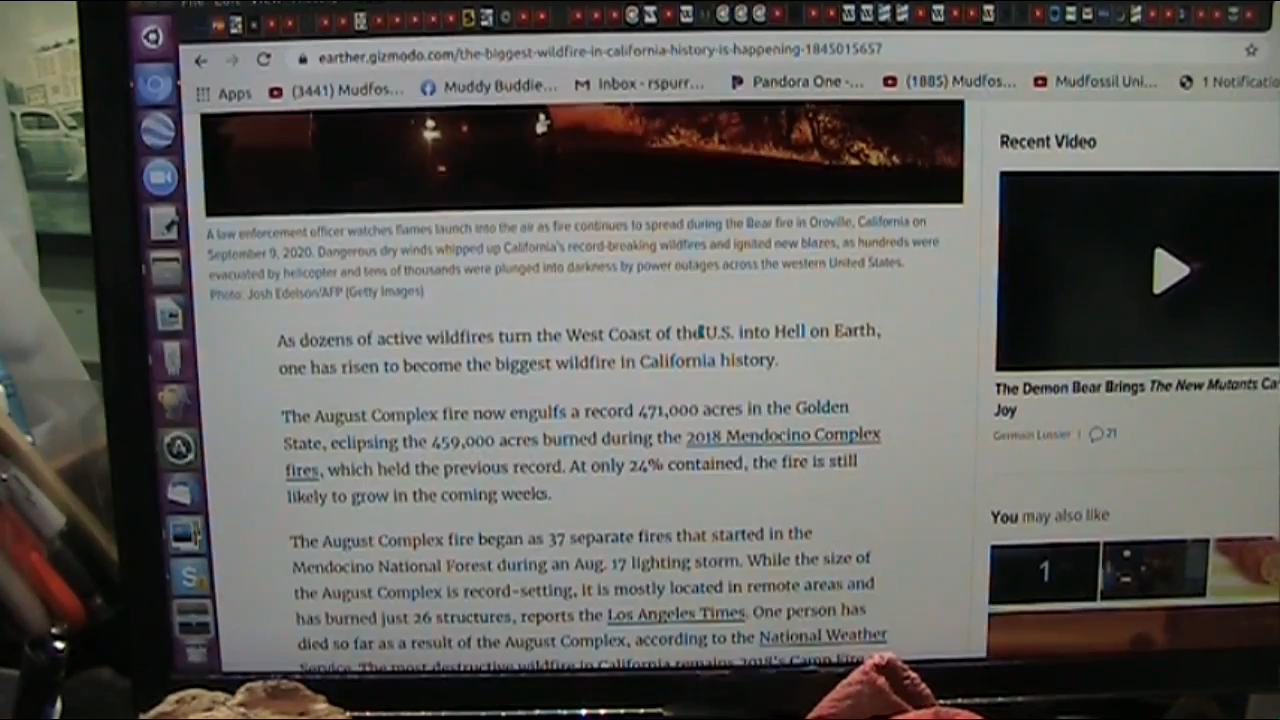 earther.gizmodo.com/the-biggest-wildfire-in-california-history-is-happening-1845015657
Apps (3441) Mudfos... Muddy Buddie... Inbox - rspurr... Pandora One -... (1885) Mudfos... Mudfossil Uni... 1 Notificatio
A law enforcement officer watches flames launch into the air as fire continues to spread during the Bear fire in Oroville, California on
September 9, 2020. Dangerous dry winds whipped up California's record-breaking wildfires and ignited new blazes, as hundreds were
evacuated by helicopter and tens of thousands were plunged into darkness by power outages across the western United States.
Photo: Josh Edelson/AFP (Getty Images)
As dozens of active wildfires turn the West Coast of the U.S. into Hell on Earth,
one has risen to become the biggest wildfire in California history.
The August Complex fire now engulfs a record 471,000 acres in the Golden
State, eclipsing the 459,000 acres burned during the 2018 Mendocino Complex
fires, which held the previous record. At only 24% contained, the fire is still
likely to grow in the coming weeks.
The August Complex fire began as 37 separate fires that started in the
Mendocino National Forest during an Aug. 17 lighting storm. While the size of
the August Complex is record-setting, it is mostly located in remote areas and
has burned just 26 structures, reports the Los Angeles Times. One person has
died so far as a result of the August Complex, according to the National Weather
Service. The most destructive wildfire in California remains 2018's Camp Fire
Recent Video
The Demon Bear Brings The New Mutants Ca
Joy
Germain Lussier | 21
You may also like
1